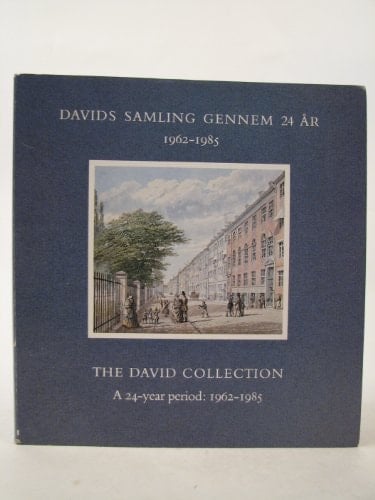 DAVIDS SAMLING GENNEM 24 ÅR
1962–1985
THE DAVID COLLECTION
A 24-year period: 1962–1985